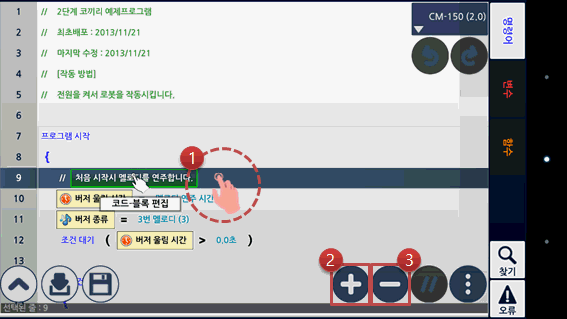 1 // 2단계 코끼리 예제프로그램
2 // 최초배포 : 2013/11/21
3 // 마지막 수정 : 2013/11/21
4 // [작동 방법]
5 // 전원을 켜서 로봇을 작동시킵니다.
6
7 프로그램 시작
8 {
9 // 처음 시작시 멜로디를 연주합니다.
10 버저 울림 시간 = 멜로디 연주 시간
코드 블록 편집
11 버저 종류 = 3번 멜로디 (3)
12 조건 대기 ( 버저 울림 시간 > 0.0초 )
13
{
선택된 줄 : 9
CM-150 (2.0)
명령어
변수
함수
찾기
오류
1
2
3